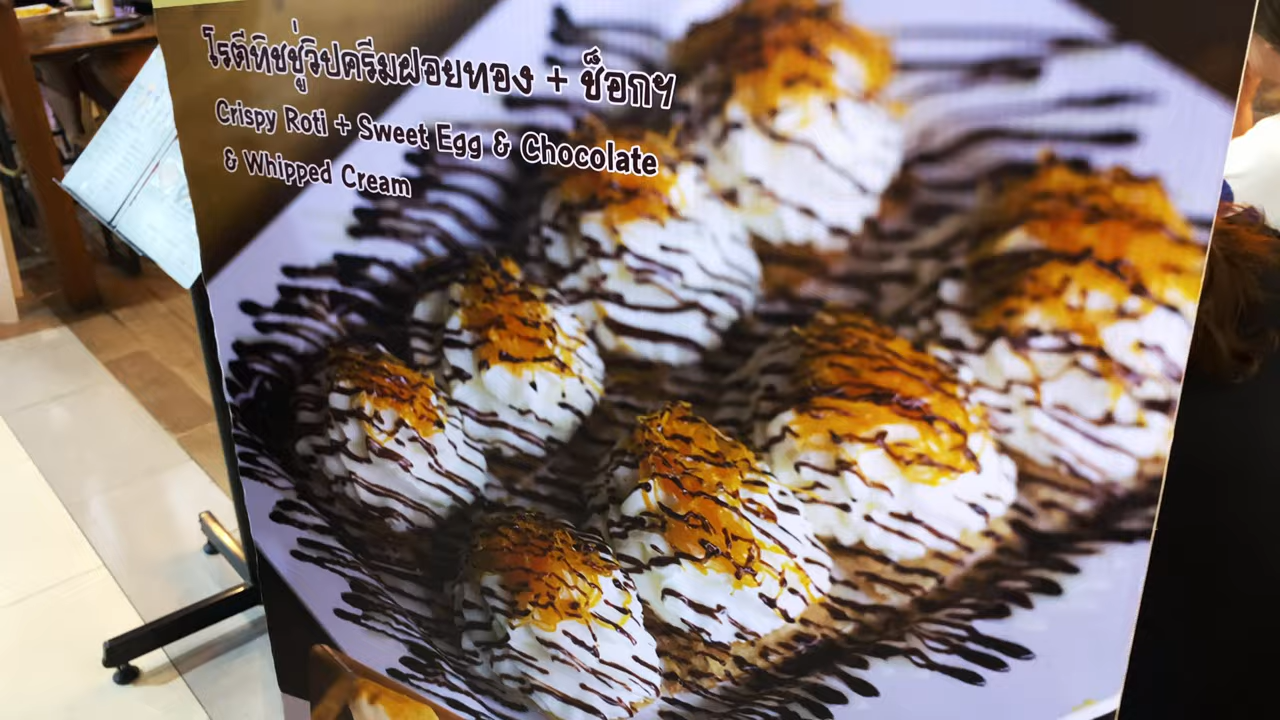 โรตีทิชชู่วิปครีมฝอยทอง + ช็อกฯ
Crispy Roti + Sweet Egg & Chocolate
& Whipped Cream